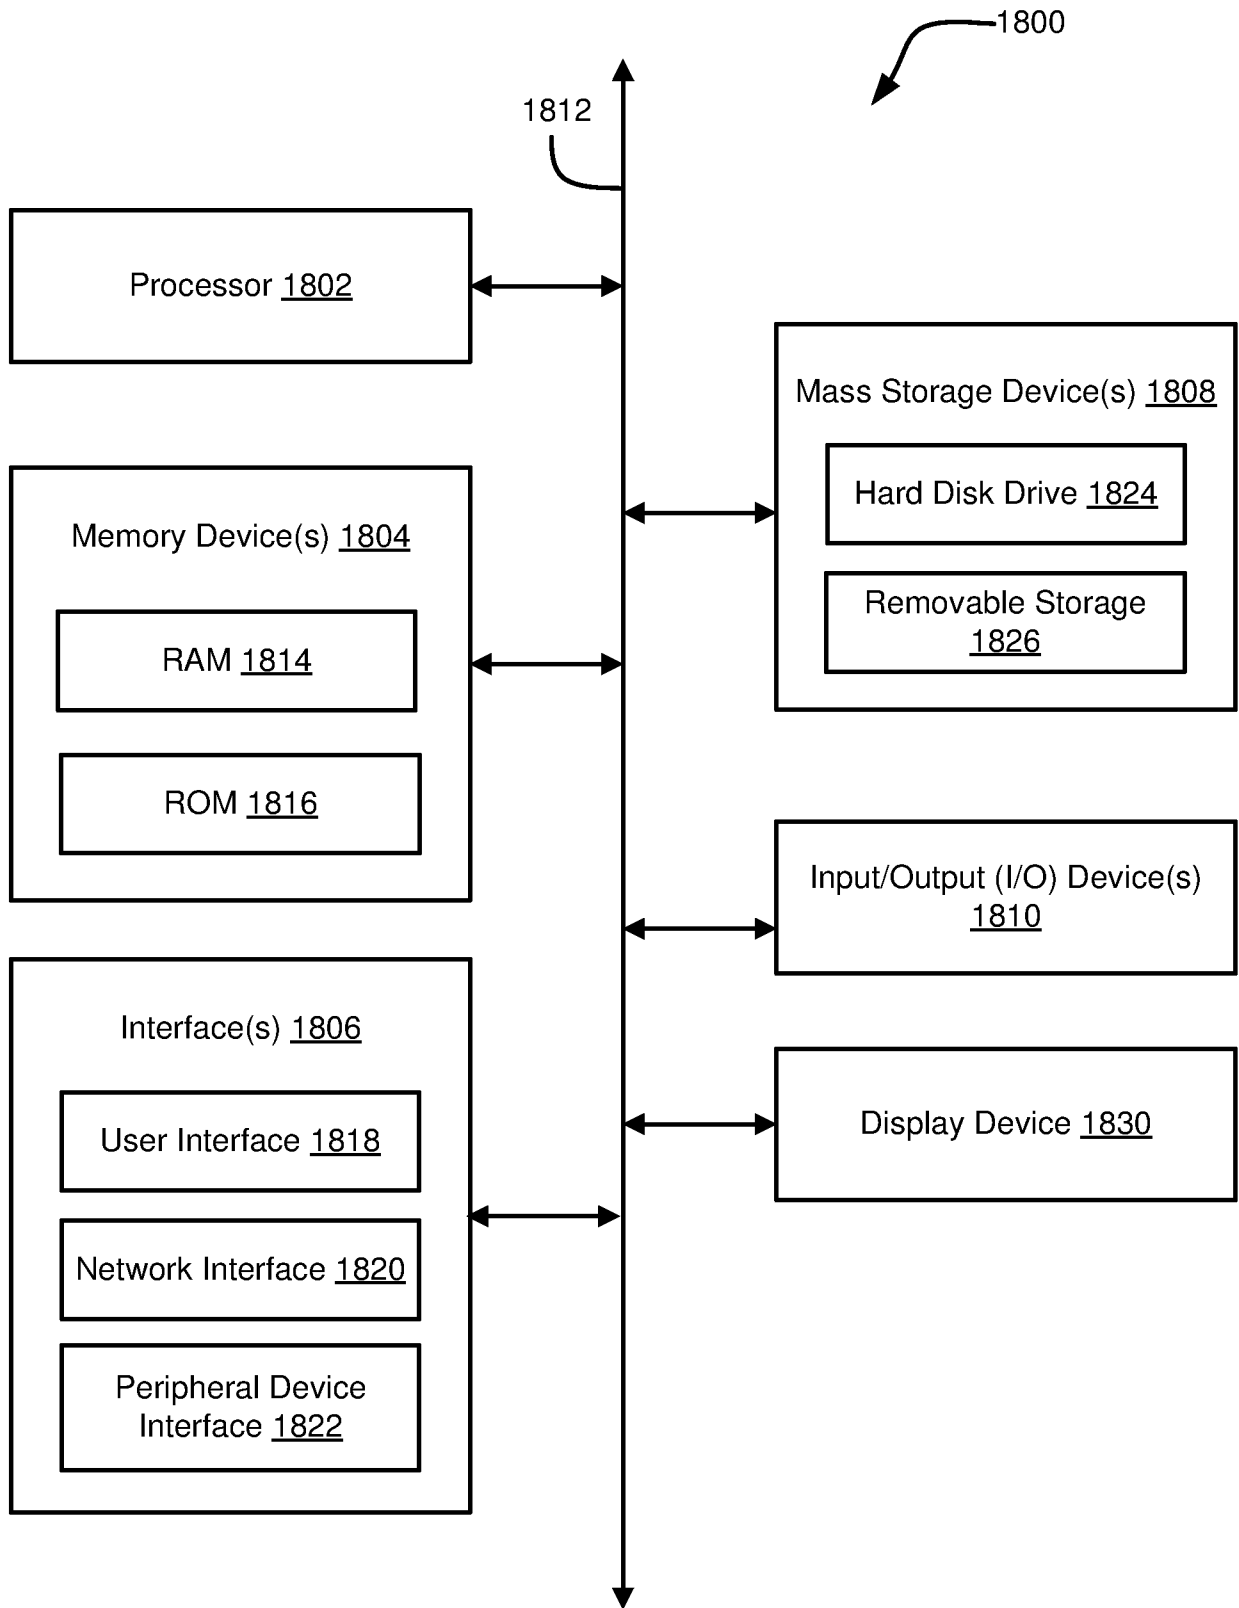 1800
1812
Processor 1802
Mass Storage Device(s) 1808
Hard Disk Drive 1824
Removable Storage
1826
Memory Device(s) 1804
RAM 1814
ROM 1816
Input/Output (I/O) Device(s)
1810
Interface(s) 1806
User Interface 1818
Network Interface 1820
Peripheral Device
Interface 1822
Display Device 1830